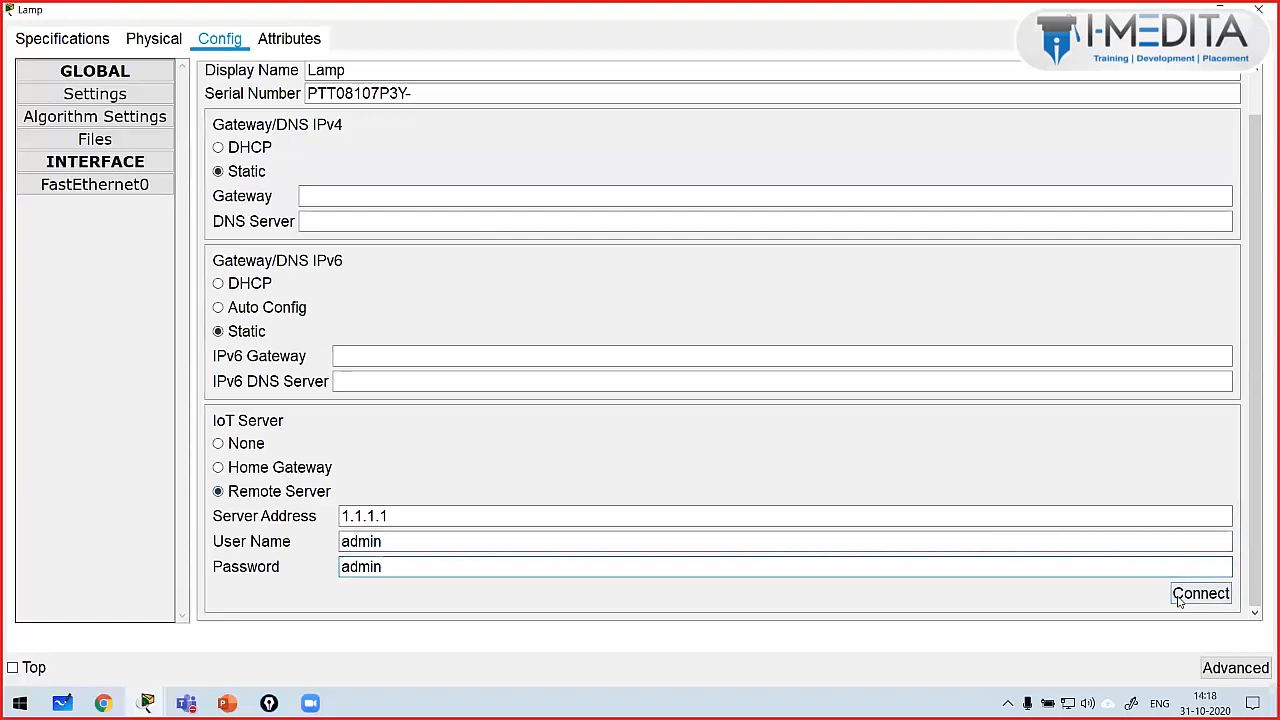 Lamp
Specifications Physical Config Attributes
I-MEDITA
Training | Development | Placement
GLOBAL
Settings
Algorithm Settings
Files
INTERFACE
FastEthernet0
Display Name Lamp
Serial Number PTT08107P3Y-
Gateway/DNS IPv4
DHCP
Static
Gateway
DNS Server
Gateway/DNS IPv6
DHCP
Auto Config
Static
IPv6 Gateway
IPv6 DNS Server
IoT Server
None
Home Gateway
Remote Server
Server Address 1.1.1.1
User Name admin
Password admin
Connect
Top
Advanced
ENG
14:18
31-10-2020